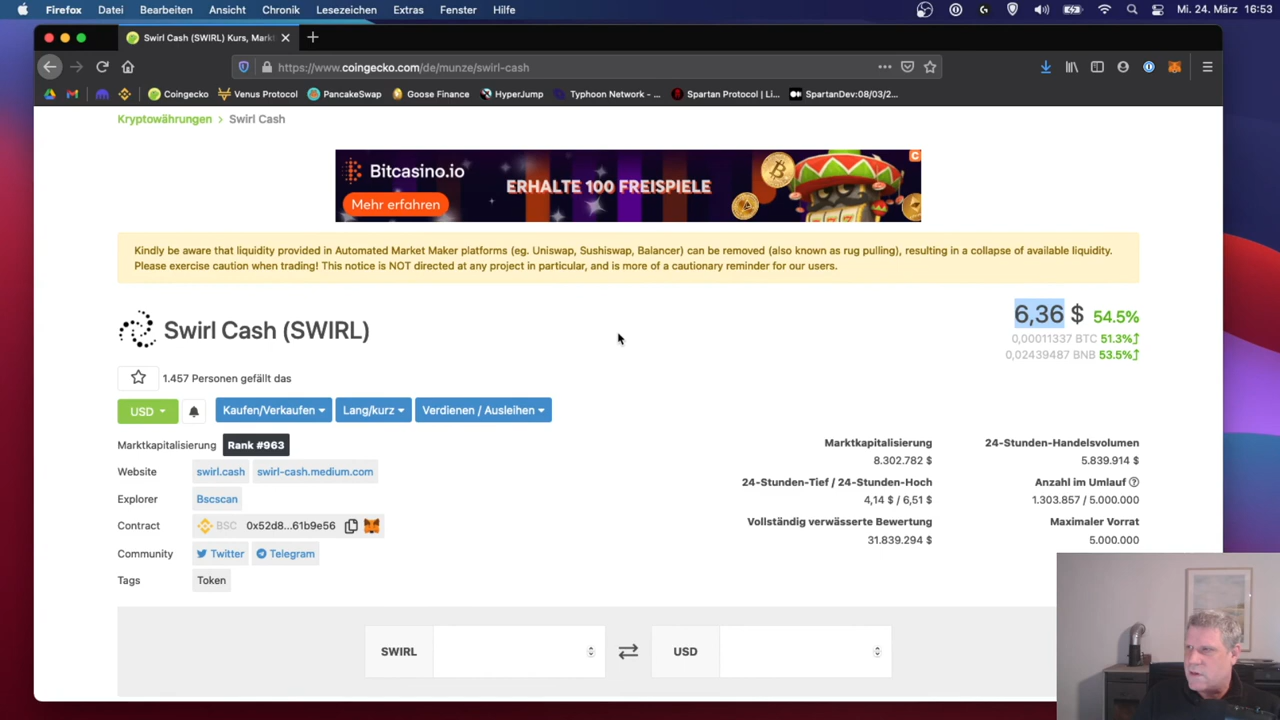 Firefox Datei Bearbeiten Ansicht Chronik Lesezeichen Extras Fenster Hilfe Mi. 24. März 16:53
Swirl Cash (SWIRL) Kurs, Markt
https://www.coingecko.com/de/munze/swirl-cash
Coingecko Venus Protocol PancakeSwap Goose Finance HyperJump Typhoon Network - ... Spartan Protocol | Li... SpartanDev:08/03/2...
Kryptowährungen > Swirl Cash
Bitcasino.io
Mehr erfahren
ERHALTE 100 FREISPIELE
Kindly be aware that liquidity provided in Automated Market Maker platforms (eg. Uniswap, Sushiswap, Balancer) can be removed (also known as rug pulling), resulting in a collapse of available liquidity.
Please exercise caution when trading! This notice is NOT directed at any project in particular, and is more of a cautionary reminder for our users.
Swirl Cash (SWIRL)
6,36 $ 54.5%
0,00011337 BTC 51.3%
0,02439487 BNB 53.5%
1.457 Personen gefällt das
USD Kaufen/Verkaufen Lang/kurz Verdienen / Ausleihen
Marktkapitalisierung Rank #963
Website swirl.cash swirl-cash.medium.com
Explorer Bscscan
Contract BSC 0x52d8...61b9e56
Community Twitter Telegram
Tags Token
Marktkapitalisierung
8.302.782 $
24-Stunden-Handelsvolumen
5.839.914 $
24-Stunden-Tief / 24-Stunden-Hoch
4,14 $ / 6,51 $
Anzahl im Umlauf
1.303.857 / 5.000.000
Vollständig verwässerte Bewertung
31.839.294 $
Maximaler Vorrat
5.000.000
SWIRL USD